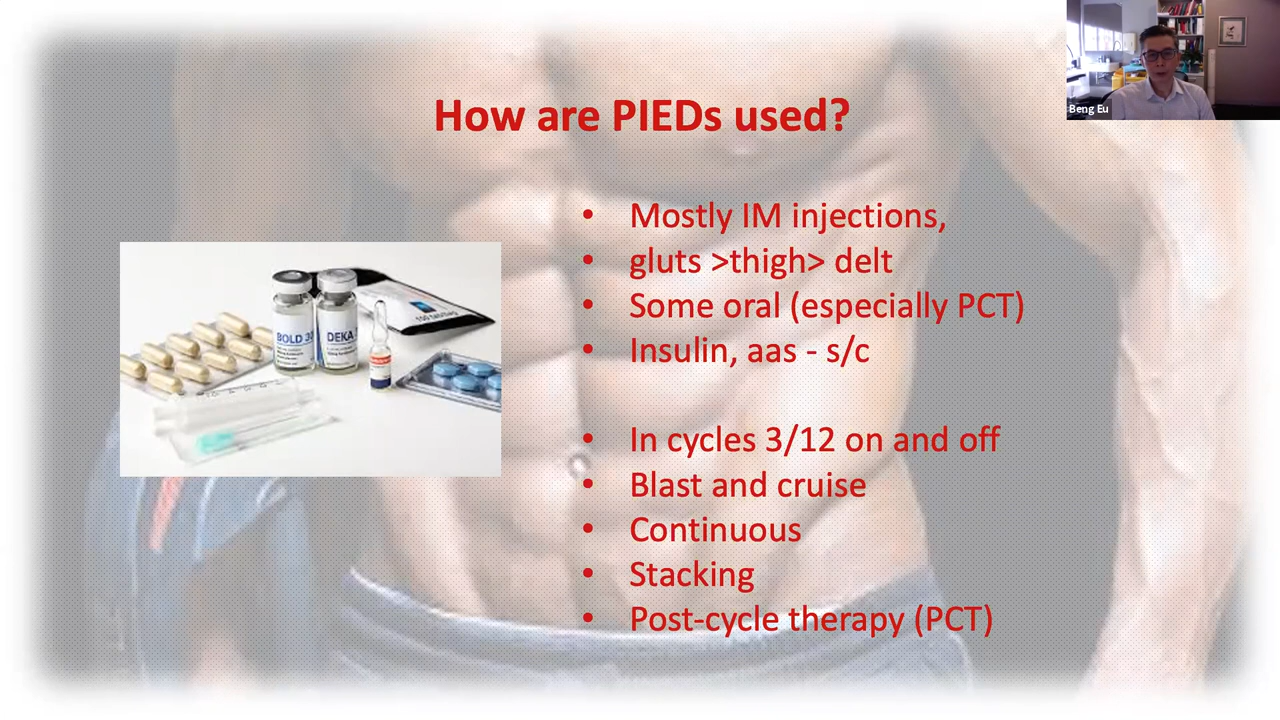 Beng Eu
How are PIEDs used?
• Mostly IM injections,
• gluts >thigh> delt
• Some oral (especially PCT)
• Insulin, aas - s/c
• In cycles 3/12 on and off
• Blast and cruise
• Continuous
• Stacking
• Post-cycle therapy (PCT)
BOLD
DEKA